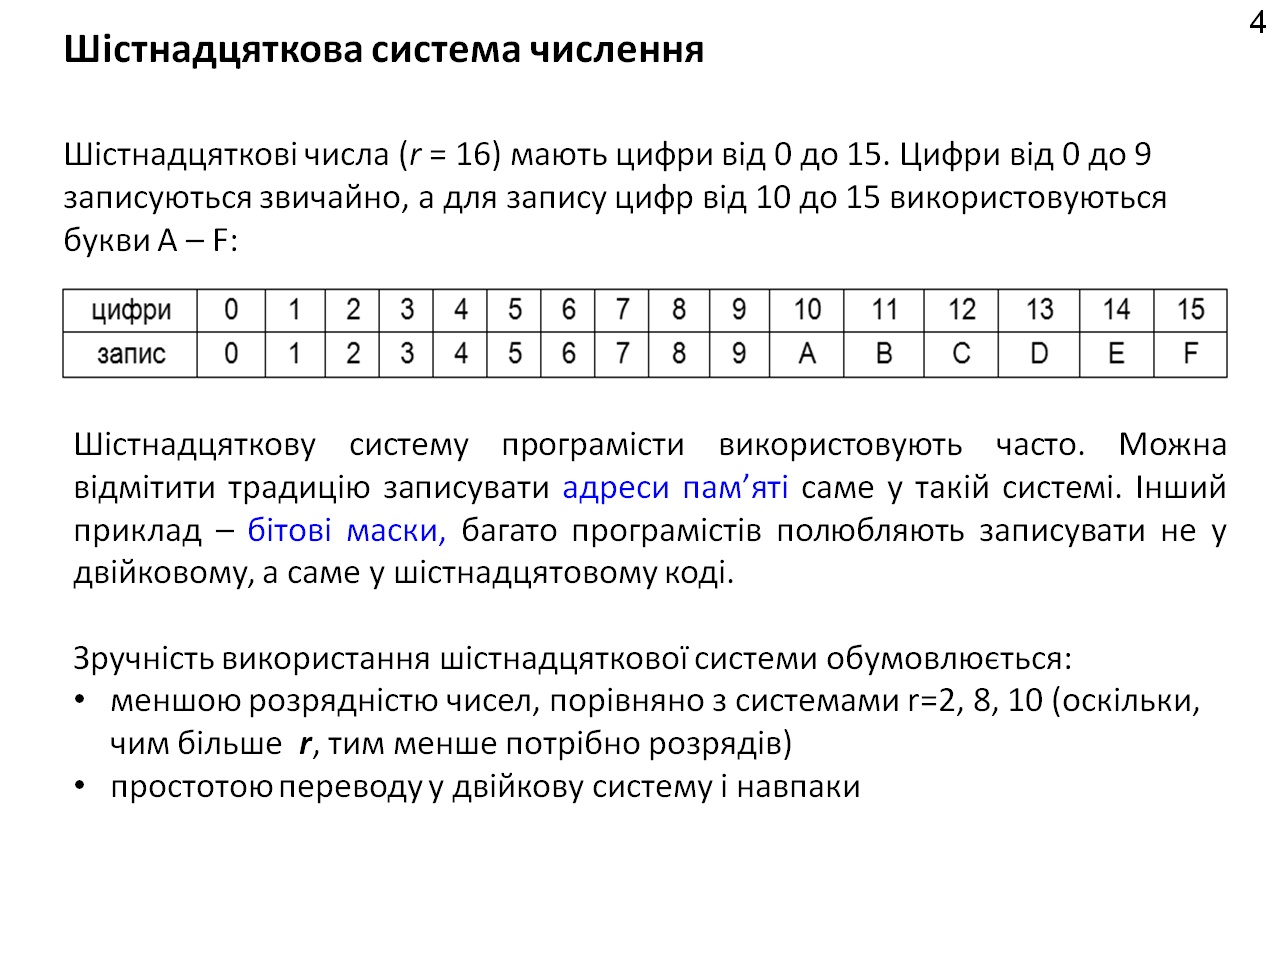 4
Шістнадцяткова система числення
Шістнадцяткові числа (r = 16) мають цифри від 0 до 15. Цифри від 0 до 9
записуються звичайно, а для запису цифр від 10 до 15 використовуються
букви A – F:
цифри 0 1 2 3 4 5 6 7 8 9 10 11 12 13 14 15
запис 0 1 2 3 4 5 6 7 8 9 A B C D E F
Шістнадцяткову систему програмісти використовують часто. Можна
відмітити традицію записувати адреси пам’яті саме у такій системі. Інший
приклад – бітові маски, багато програмістів полюбляють записувати не у
двійковому, а саме у шістнадцятовому коді.
Зручність використання шістнадцяткової системи обумовлюється:
• меншою розрядністю чисел, порівняно з системами r=2, 8, 10 (оскільки,
чим більше r, тим менше потрібно розрядів)
• простотою переводу у двійкову систему і навпаки